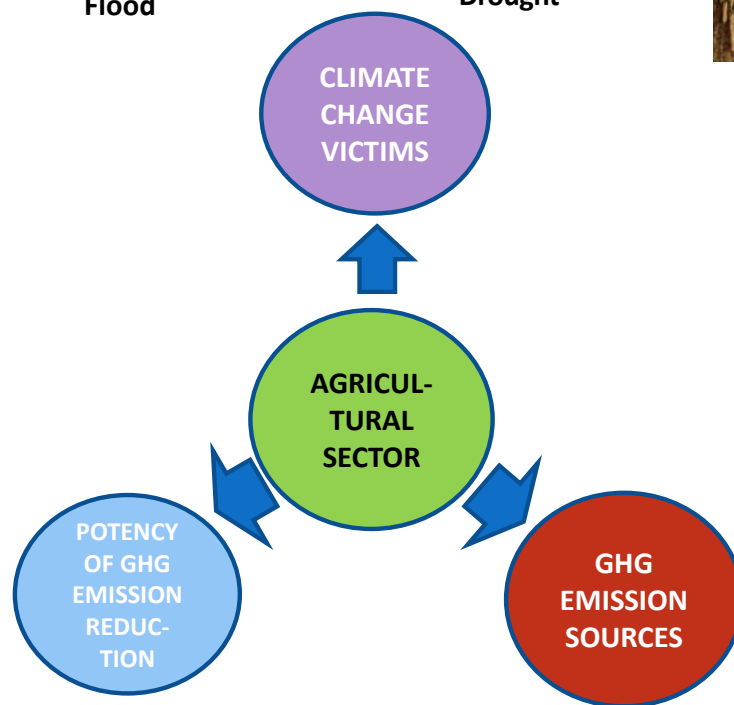 Flood
Drought
CLIMATE
CHANGE
VICTIMS
AGRICUL-
TURAL
SECTOR
POTENCY
OF GHG
EMISSION
REDUC-
TION
GHG
EMISSION
SOURCES